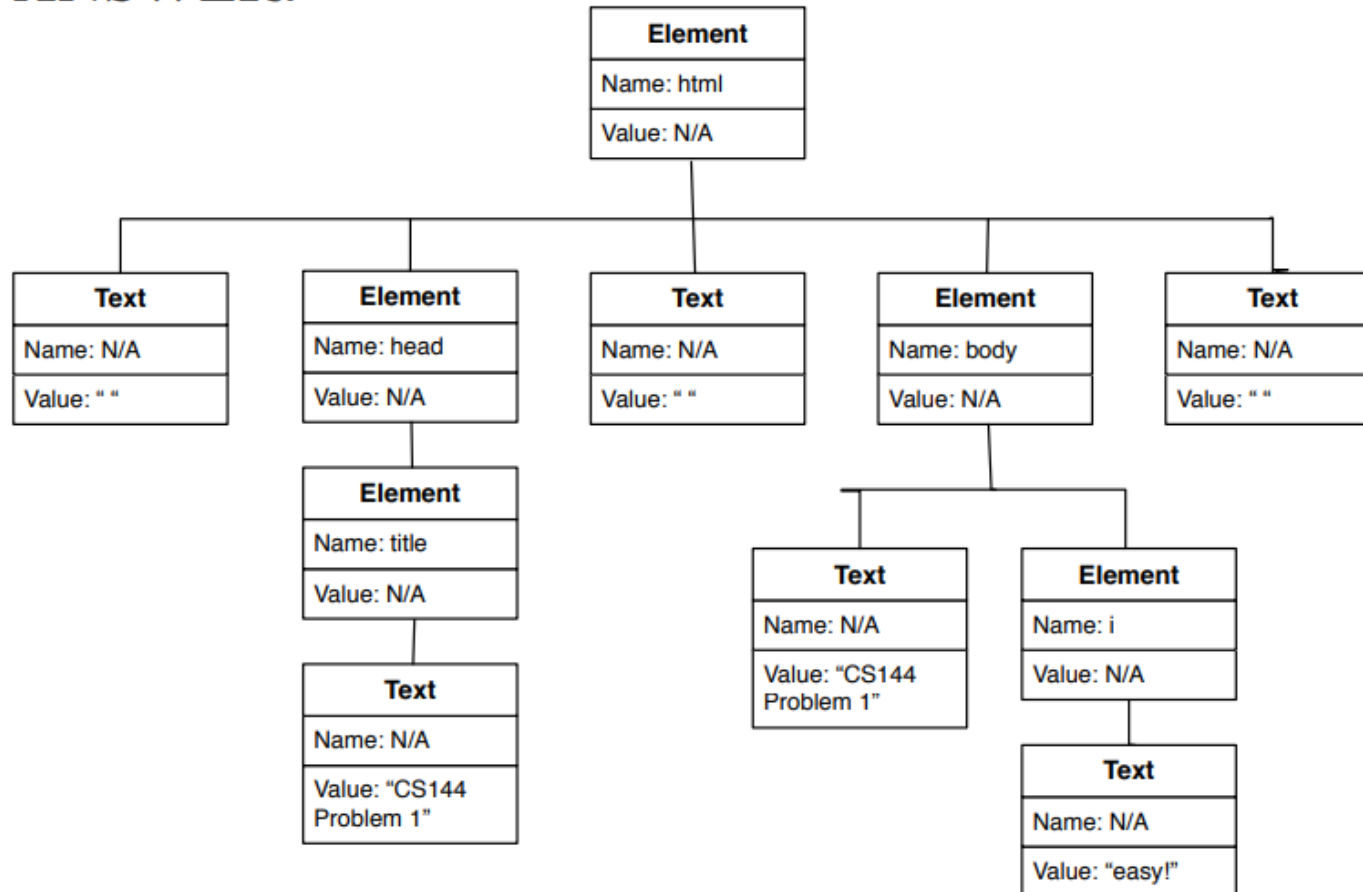 Element
Name: html
Value: N/A
Text
Name: N/A
Value: “ “
Element
Name: head
Value: N/A
Text
Name: N/A
Value: “ “
Element
Name: body
Value: N/A
Text
Name: N/A
Value: “ “
Element
Name: title
Value: N/A
Text
Name: N/A
Value: “CS144
Problem 1”
Text
Name: N/A
Value: “CS144
Problem 1”
Element
Name: i
Value: N/A
Text
Name: N/A
Value: “easy!”